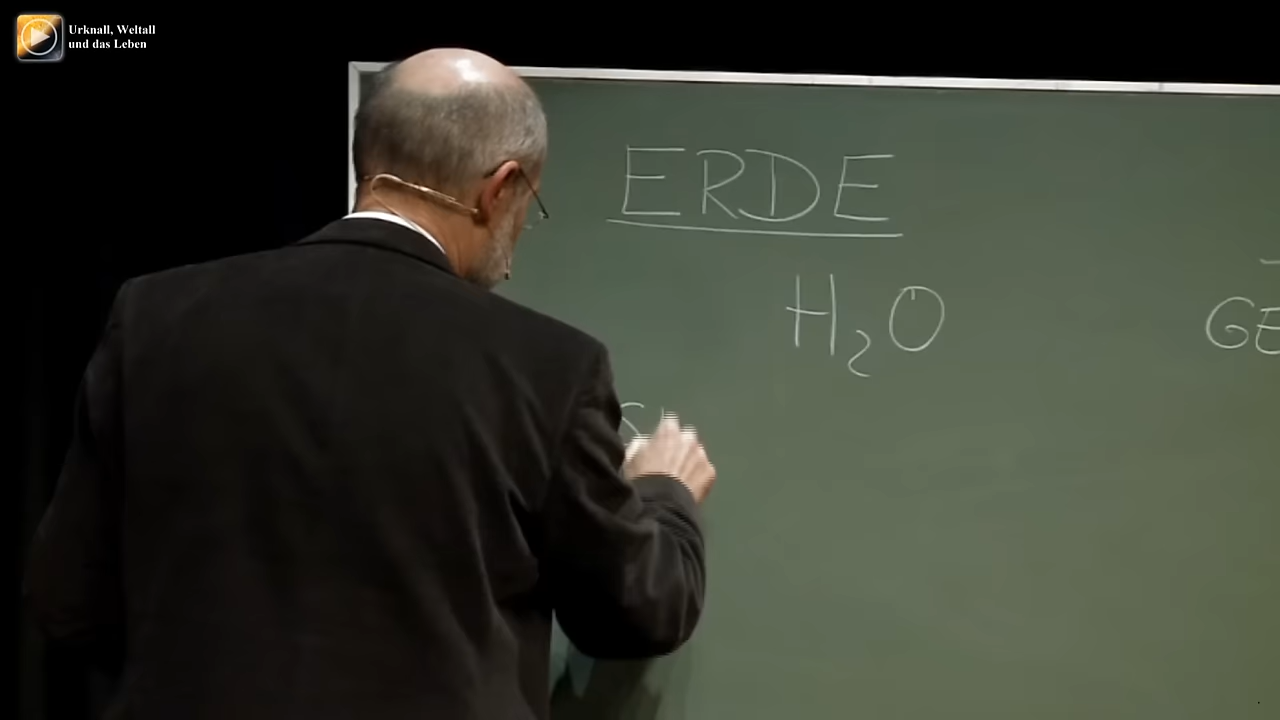 Urknall, Weltall
und das Leben
ERDE
H₂O